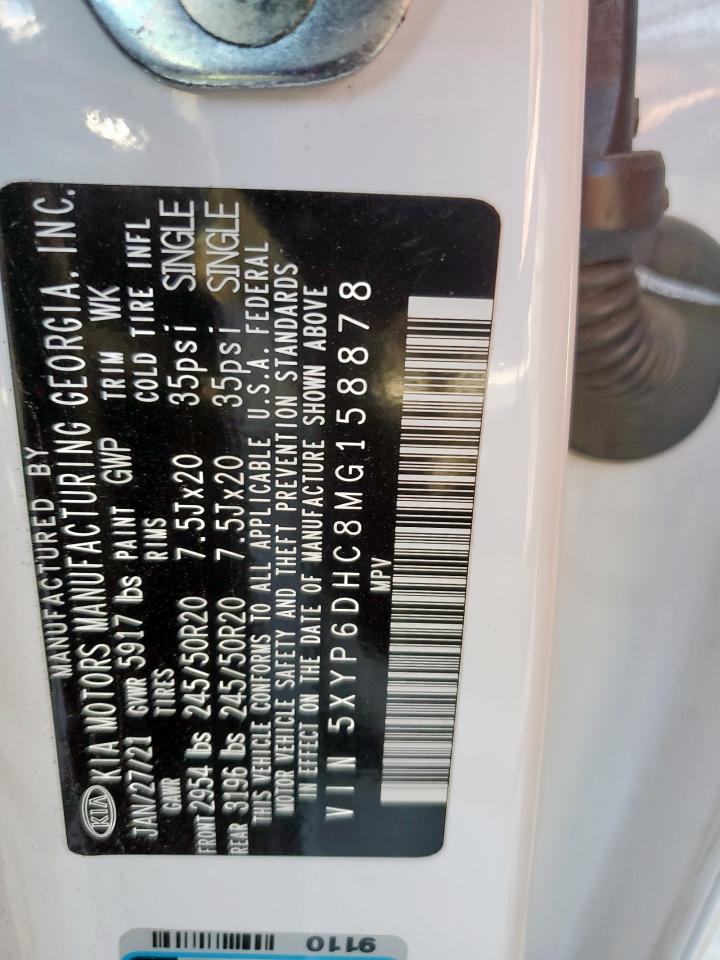 MANUFACTURED BY
KIA KIA MOTORS MANUFACTURING GEORGIA, INC.
JAN/27/21 GVWR 5917 lbs PAINT GWP TRIM WK
GAWR TIRES RIMS COLD TIRE INFL
FRONT 2954 lbs 245/50R20 7.5Jx20 35psi SINGLE
REAR 3196 lbs 245/50R20 7.5Jx20 35psi SINGLE
THIS VEHICLE CONFORMS TO ALL APPLICABLE U.S.A. FEDERAL
MOTOR VEHICLE SAFETY AND THEFT PREVENTION STANDARDS
IN EFFECT ON THE DATE OF MANUFACTURE SHOWN ABOVE
VIN 5XYP6DHC8MG158878
MPV
9110